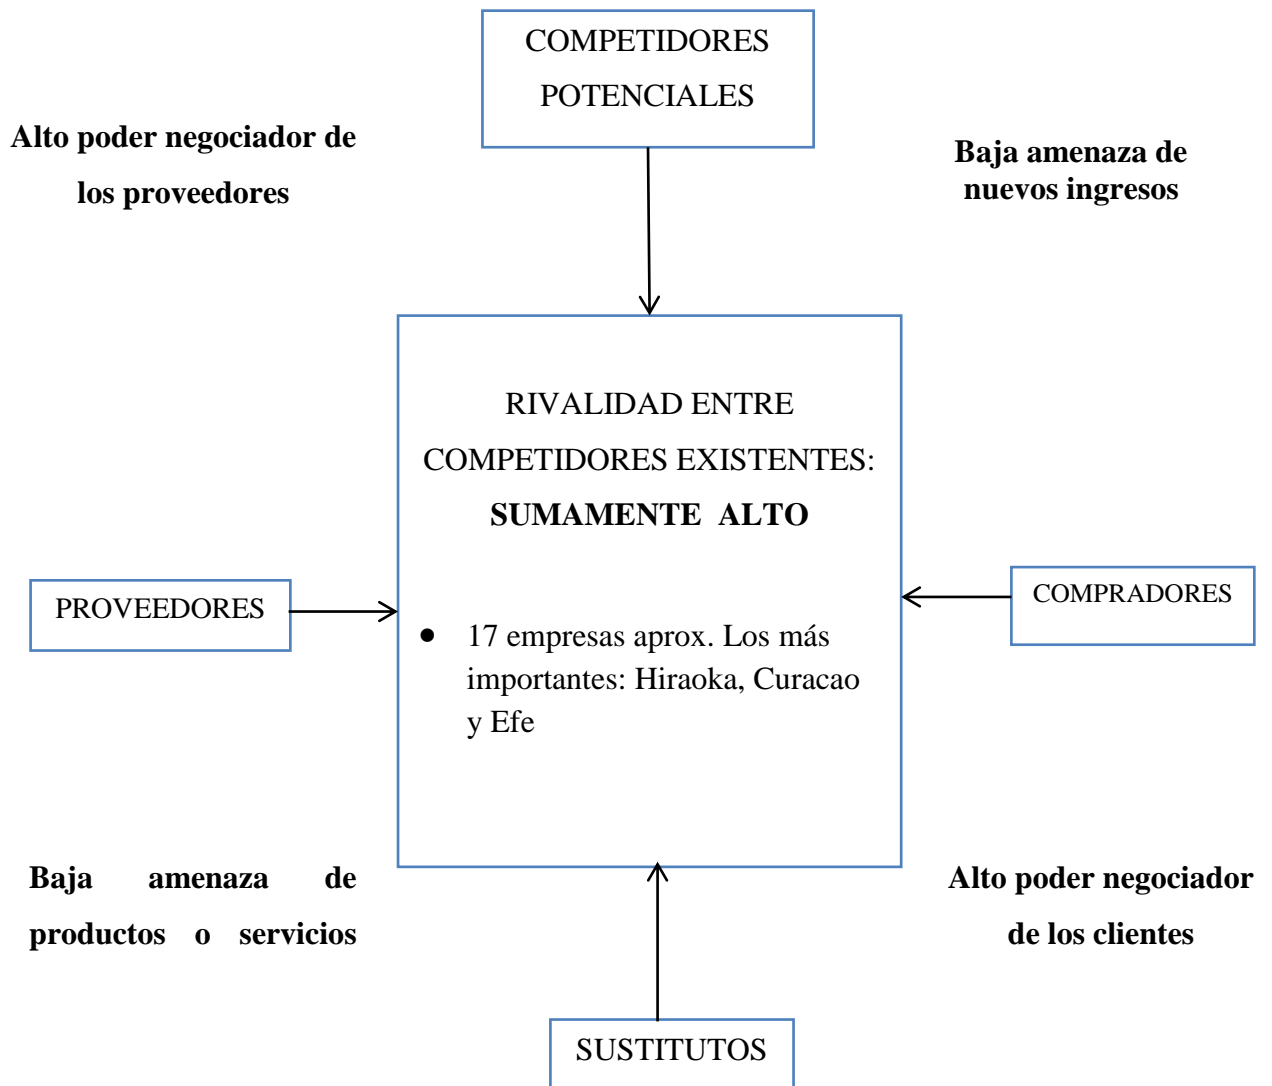 COMPETIDORES
POTENCIALES
Alto poder negociador de
los proveedores
Baja amenaza de
nuevos ingresos
RIVALIDAD ENTRE
COMPETIDORES EXISTENTES:
SUMAMENTE ALTO
PROVEEDORES
COMPRADORES
● 17 empresas aprox. Los más
importantes: Hiraoka, Curacao
y Efe
Baja amenaza de
productos o servicios
Alto poder negociador
de los clientes
SUSTITUTOS